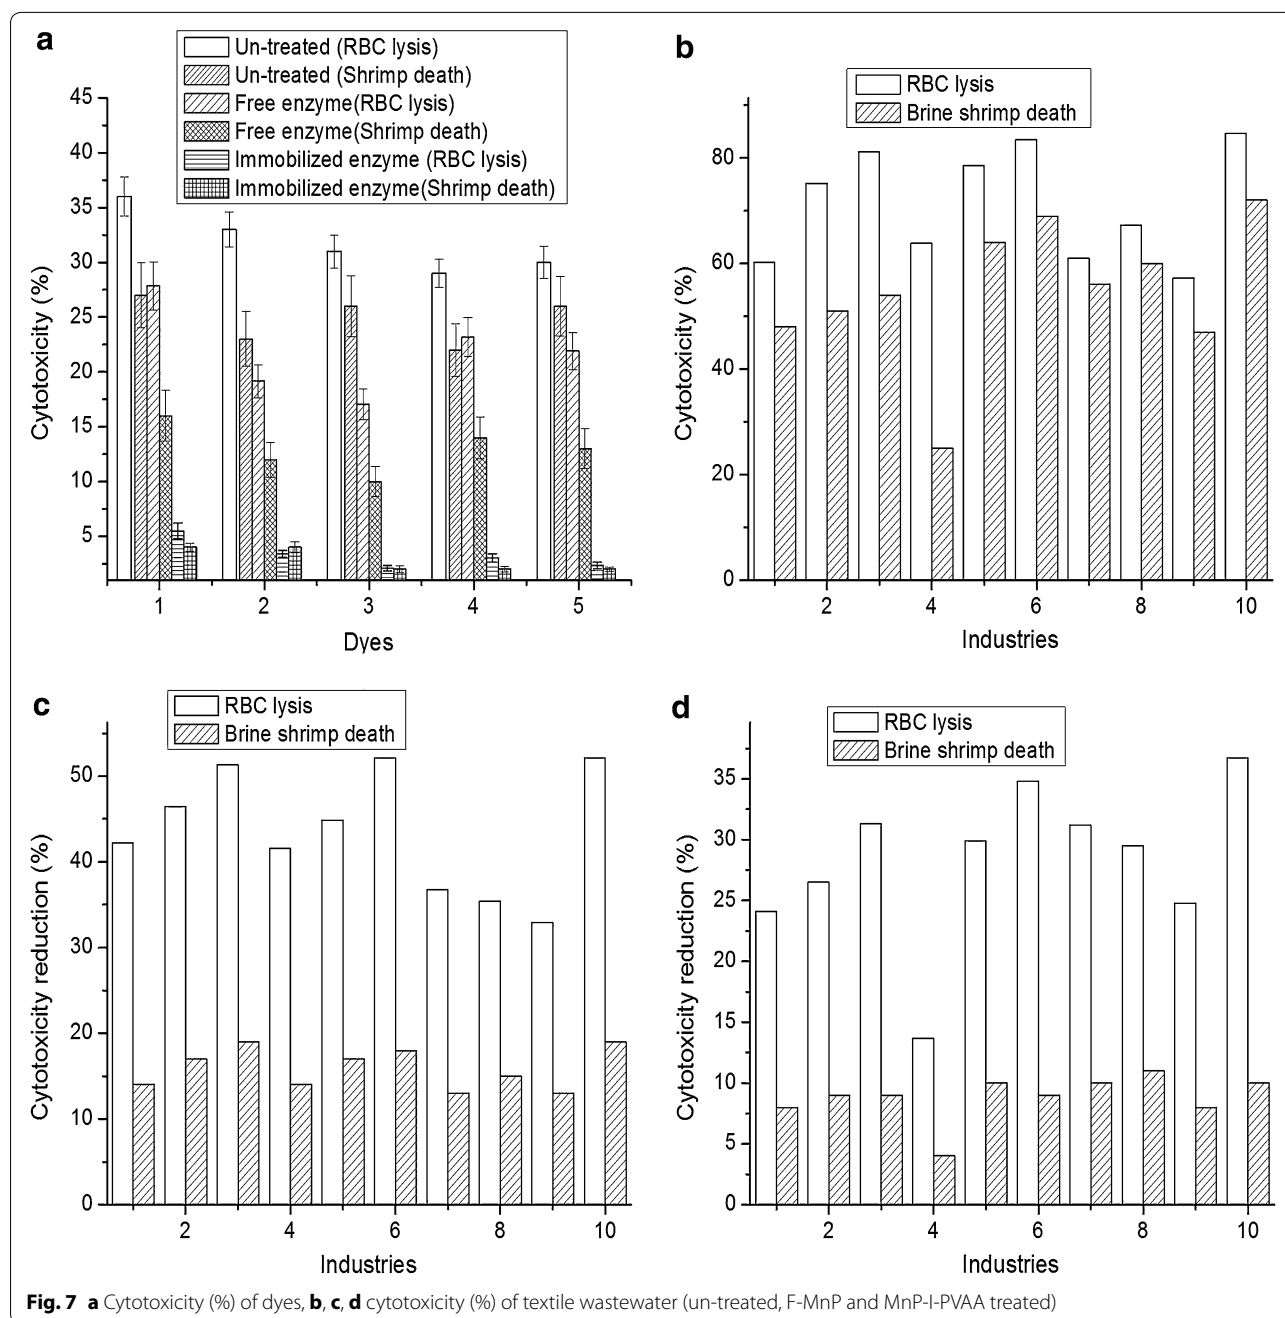 a
Un-treated (RBC lysis)
Un-treated (Shrimp death)
Free enzyme(RBC lysis)
Free enzyme(Shrimp death)
Immobilized enzyme (RBC lysis)
Immobilized enzyme(Shrimp death)
45
40
35
30
25
20
15
10
5
Cytotoxicity (%)
1 2 3 4 5
Dyes
b
RBC lysis
Brine shrimp death
80
60
40
20
0
Cytotoxicity (%)
2 4 6 8 10
Industries
c
RBC lysis
Brine shrimp death
50
40
30
20
10
0
Cytotoxicity reduction (%)
2 4 6 8 10
Industries
d
RBC lysis
Brine shrimp death
35
30
25
20
15
10
5
0
Cytotoxicity reduction (%)
2 4 6 8 10
Industries
Fig. 7 a Cytotoxicity (%) of dyes, b, c, d cytotoxicity (%) of textile wastewater (un-treated, F-MnP and MnP-I-PVAA treated)